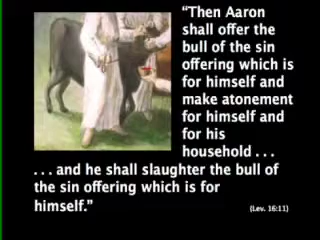 “Then Aaron
shall offer the
bull of the sin
offering which is
for himself and
make atonement
for himself and
for his
household . . .
. . . and he shall slaughter the bull of
the sin offering which is for
himself.”
(Lev. 16:11)